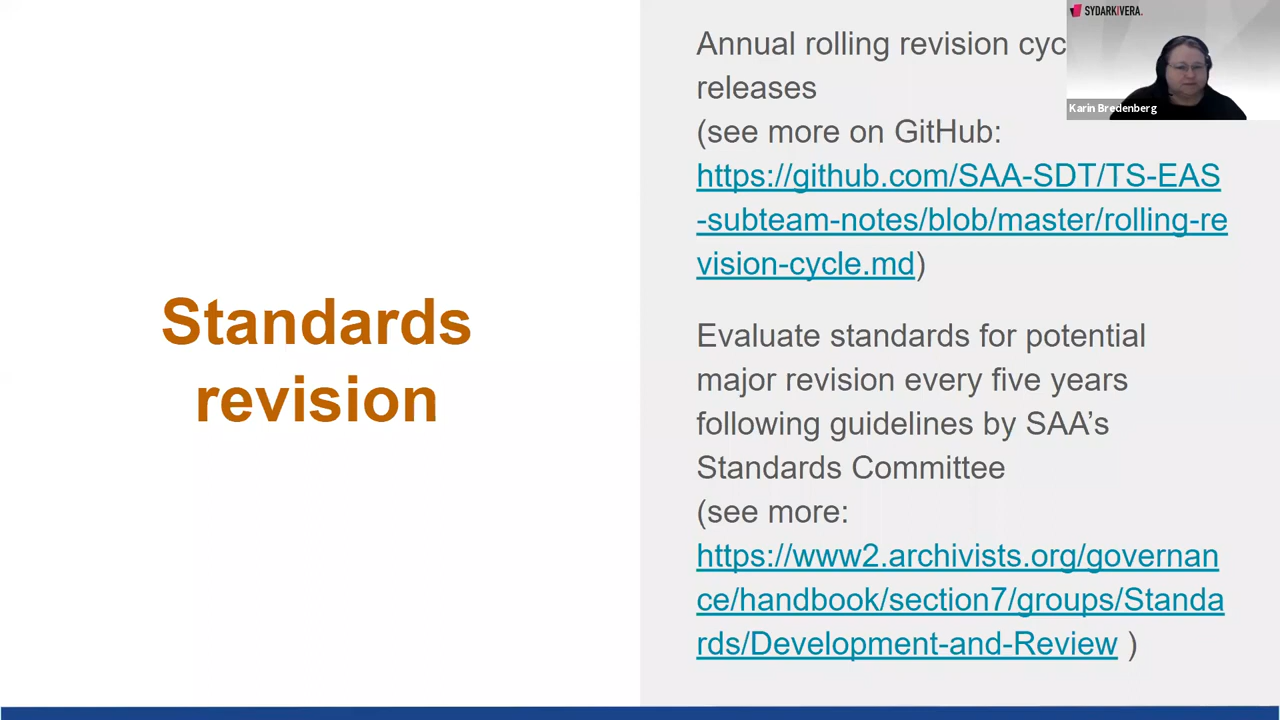 Standards
revision
Annual rolling revision
releases
(see more on GitHub:
https://github.com/SAA-SDT/TS-EAS
-subteam-notes/blob/master/rolling-re
vision-cycle.md)
Evaluate standards for potential
major revision every five years
following guidelines by SAA's
Standards Committee
(see more:
https://www2.archivists.org/governan
ce/handbook/section7/groups/Standa
rds/Development-and-Review )
SYDARKIVERA.
Karin Bredenberg